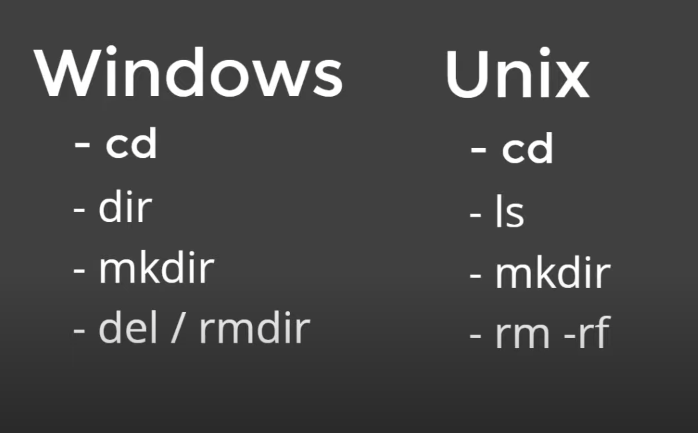 Windows
- cd
- dir
- mkdir
- del / rmdir
Unix
- cd
- ls
- mkdir
- rm -rf